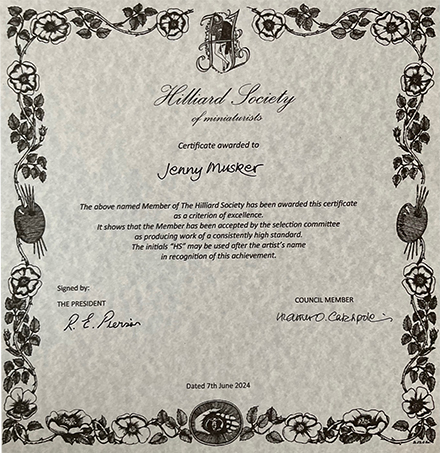 Hilliard Society
of miniaturists
Certificate awarded to
Jenny Musker
The above named Member of The Hilliard Society has been awarded this certificate
as a criterion of excellence.
It shows that the Member has been accepted by the selection committee
as producing work of a consistently high standard.
The initials “HS” may be used after the artist’s name
in recognition of this achievement.
Signed by:
THE PRESIDENT
R. E. Pierson
COUNCIL MEMBER
Dated 7th June 2024